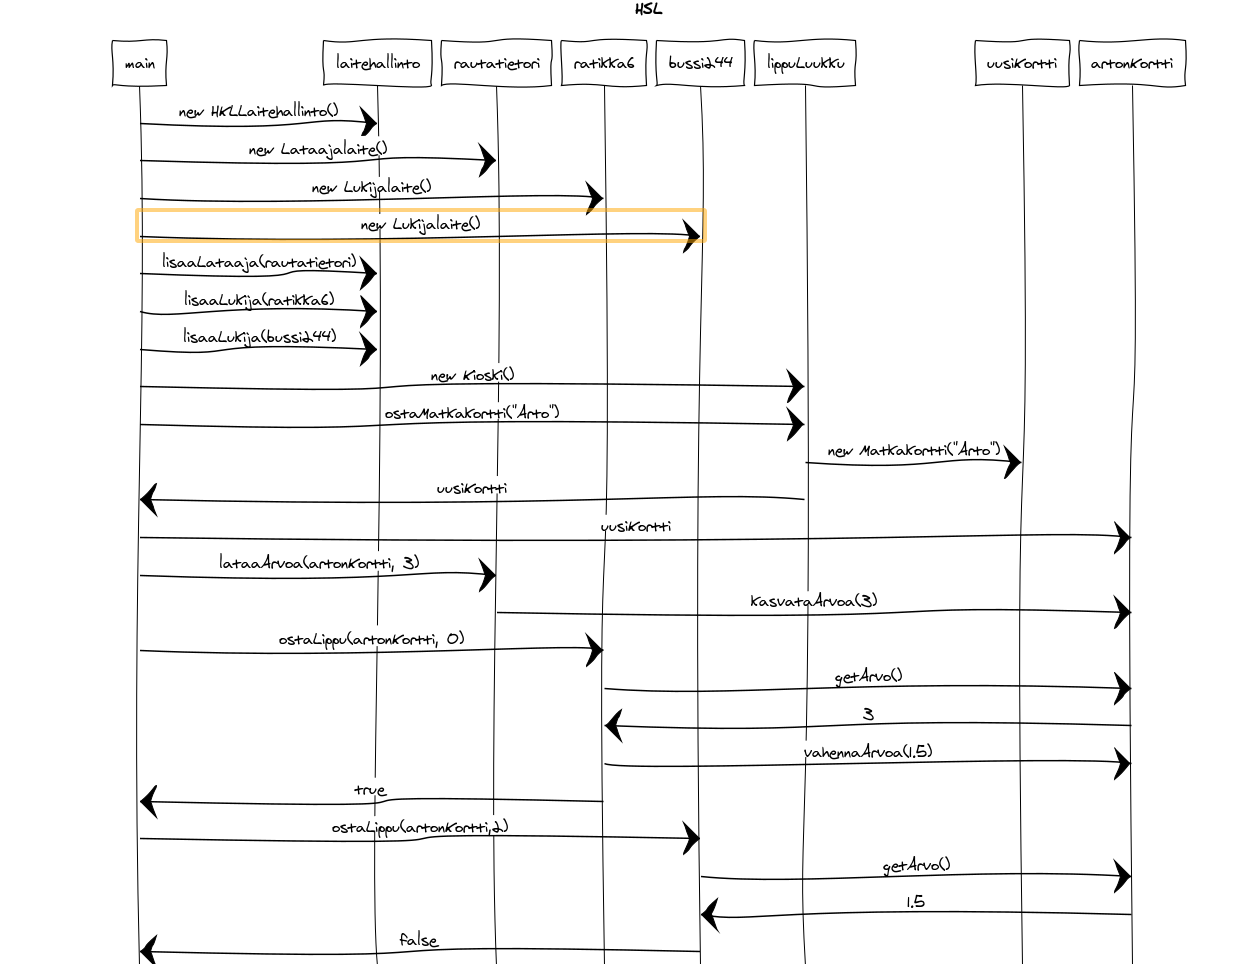 HSL
main
laitehallinto
rautatietori
ratikka6
bussi244
lippuLuukku
uusiKortti
artonKortti
new HKLLaitehallinto()
new Lataajalaite()
new Lukijalaite()
new Lukijalaite()
lisaaLataaja(rautatietori)
lisaaLukija(ratikka6)
lisaaLukija(bussi244)
new Kioski()
ostaMatkakortti("Arto")
new Matkakortti("Arto")
uusiKortti
uusiKortti
lataaArvoa(artonKortti, 3)
kasvataArvoa(3)
ostaLippu(artonKortti, 0)
getArvo()
3
vahennaArvoa(1.5)
true
ostaLippu(artonKortti,2)
getArvo()
1.5
false